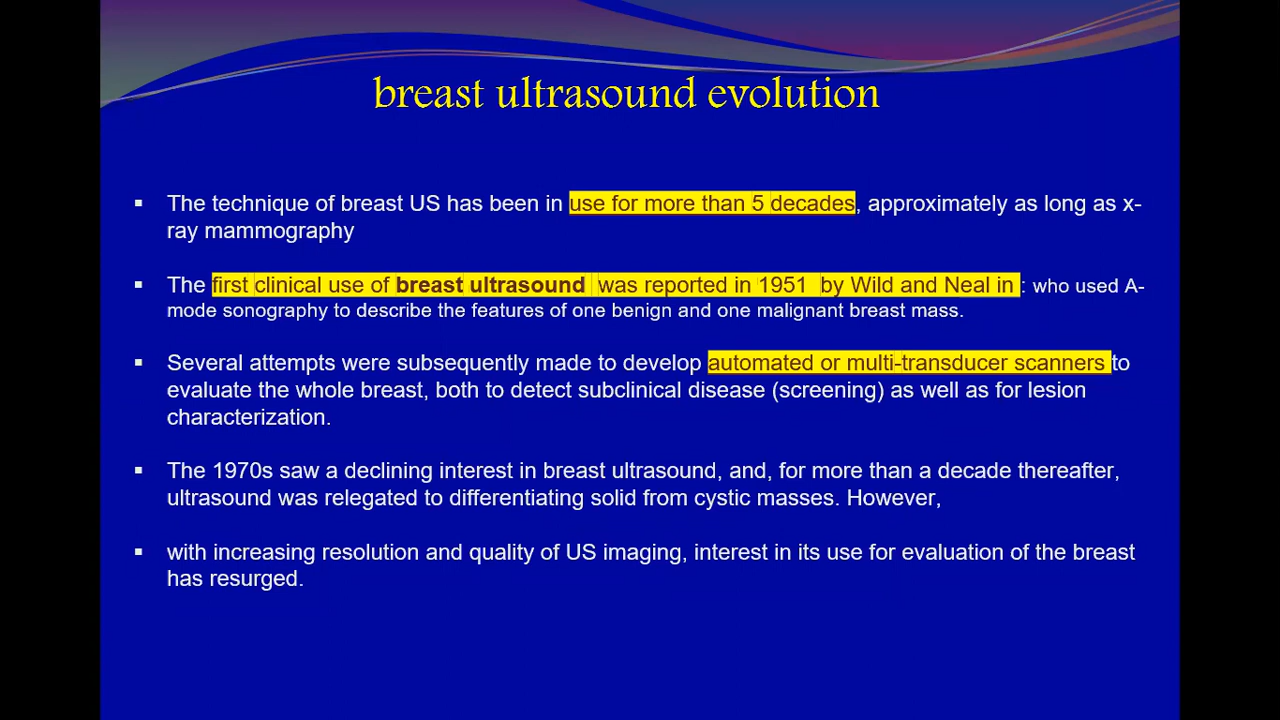 breast ultrasound evolution
▪ The technique of breast US has been in use for more than 5 decades, approximately as long as x-
ray mammography
▪ The first clinical use of breast ultrasound was reported in 1951 by Wild and Neal in : who used A-
mode sonography to describe the features of one benign and one malignant breast mass.
▪ Several attempts were subsequently made to develop automated or multi-transducer scanners to
evaluate the whole breast, both to detect subclinical disease (screening) as well as for lesion
characterization.
▪ The 1970s saw a declining interest in breast ultrasound, and, for more than a decade thereafter,
ultrasound was relegated to differentiating solid from cystic masses. However,
▪ with increasing resolution and quality of US imaging, interest in its use for evaluation of the breast
has resurged.